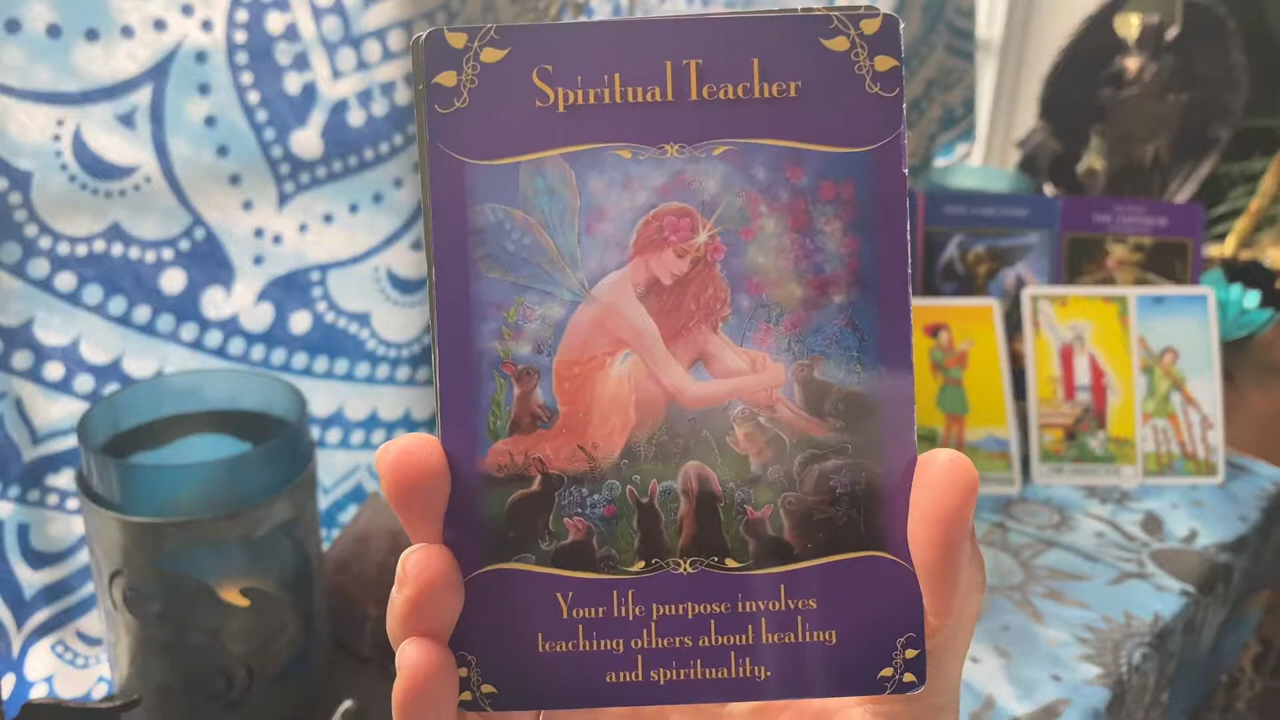 Spiritual Teacher
Your life purpose involves
teaching others about healing
and spirituality.